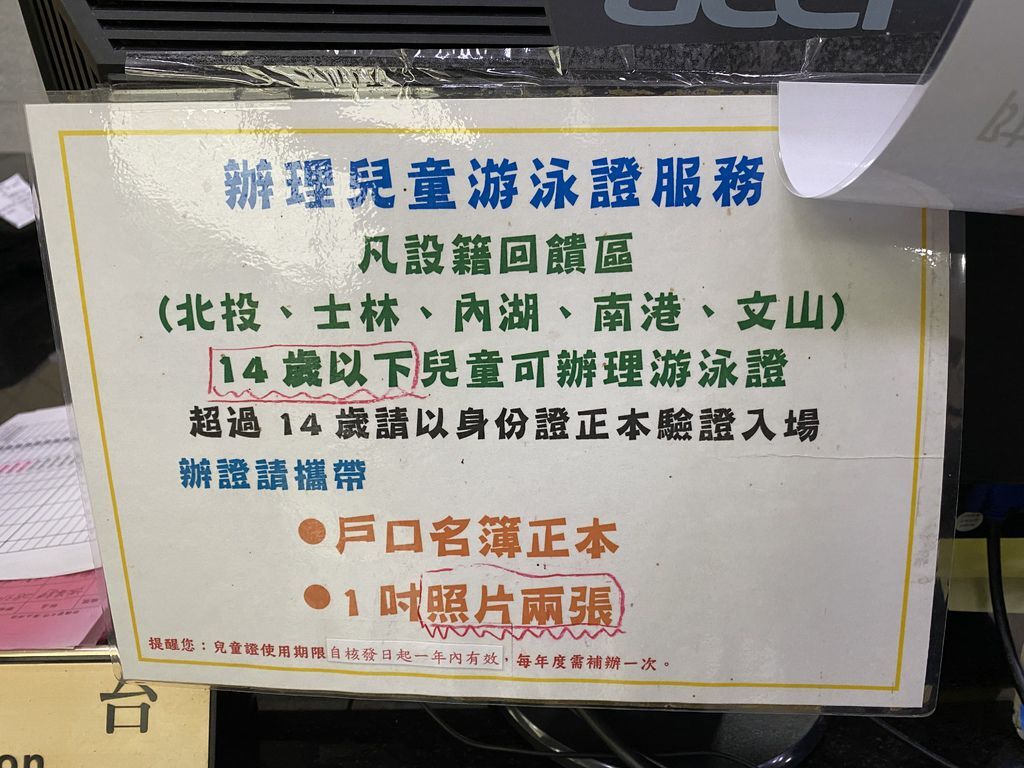 acer
辦理兒童游泳證服務
凡設籍回饋區
(北投、士林、內湖、南港、文山)
14歲以下兒童可辦理游泳證
超過14歲請以身份證正本驗證入場
辦證請攜帶
●戶口名簿正本
●1吋照片兩張
提醒您：兒童證使用期限自核發日起一年內有效，每年度需補辦一次。
台
on